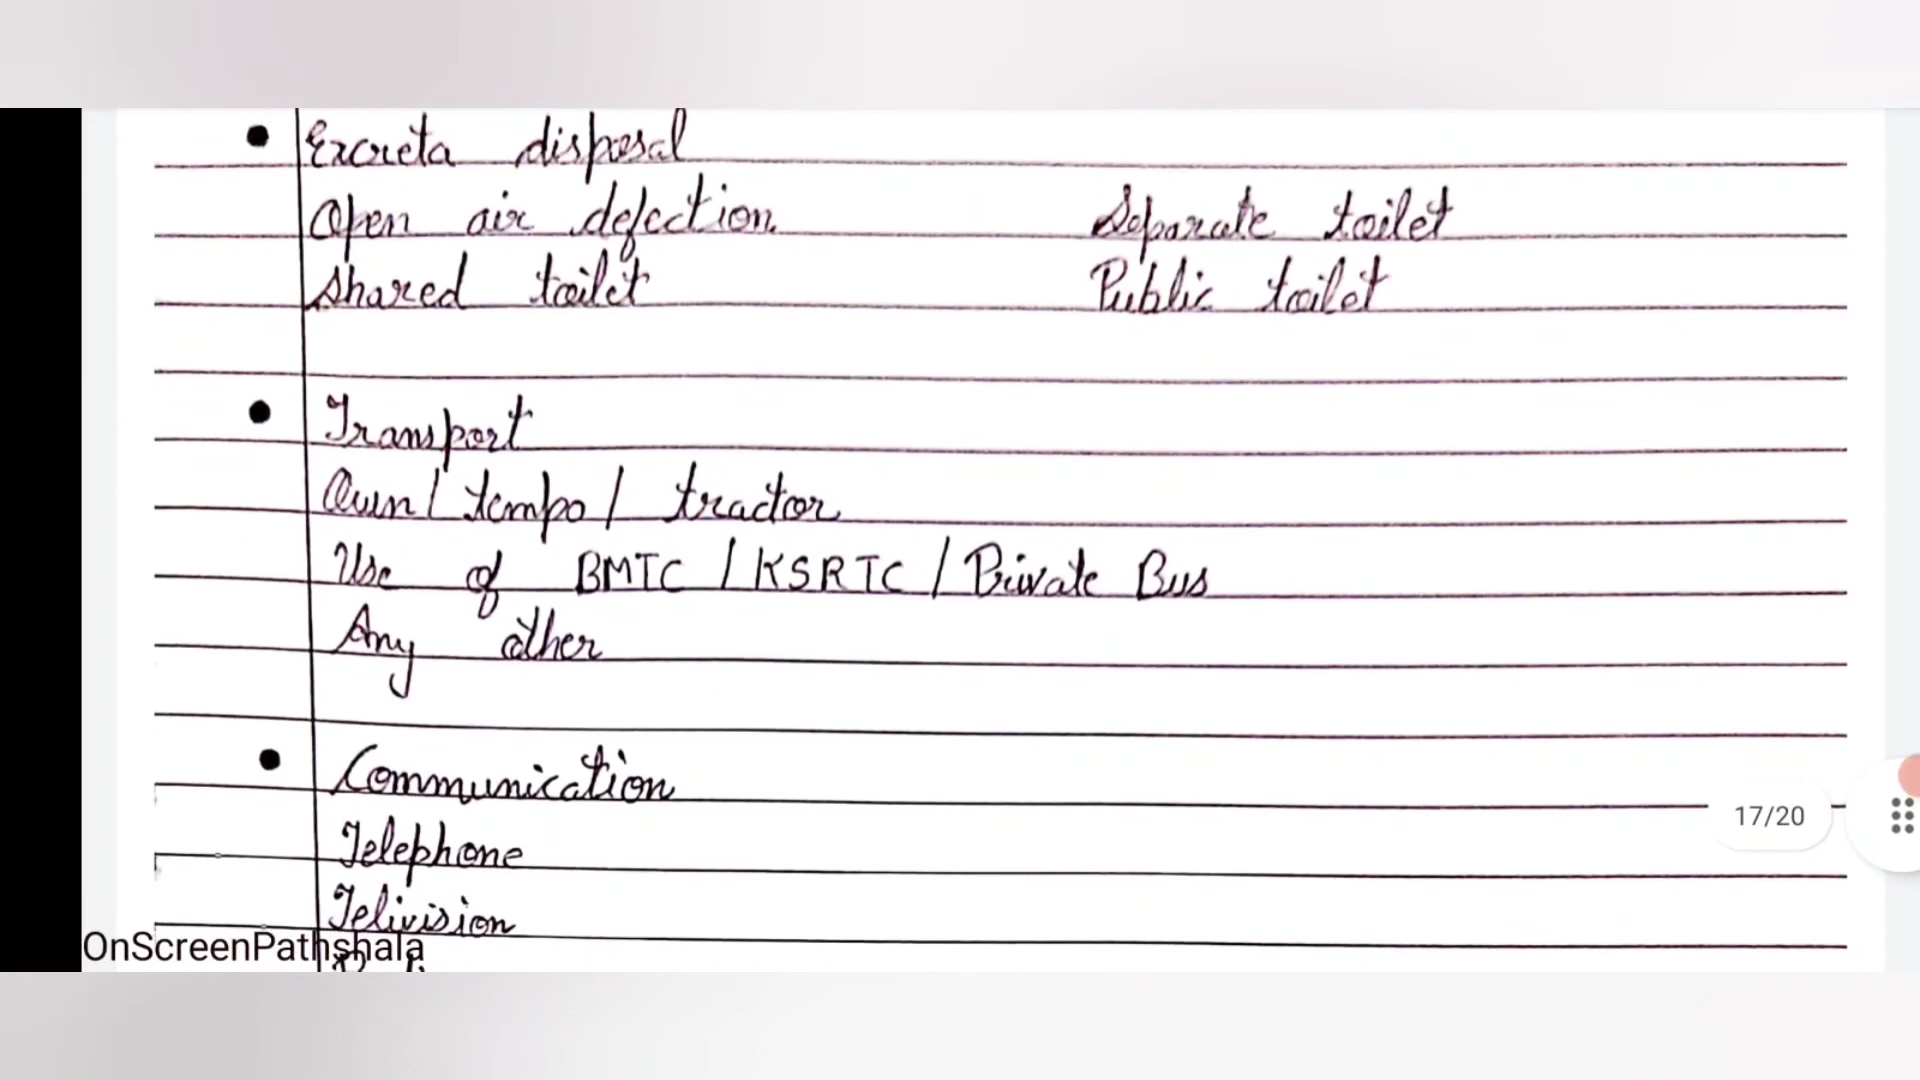 Excreta disposal
Open air defection Separate toilet
Shared toilet Public toilet
Transport
Own / tempo / tractor
Use of BMTC / KSRTC / Private Bus
Any other
Communication
17/20
Telephone
Telivision
OnScreenPathshala